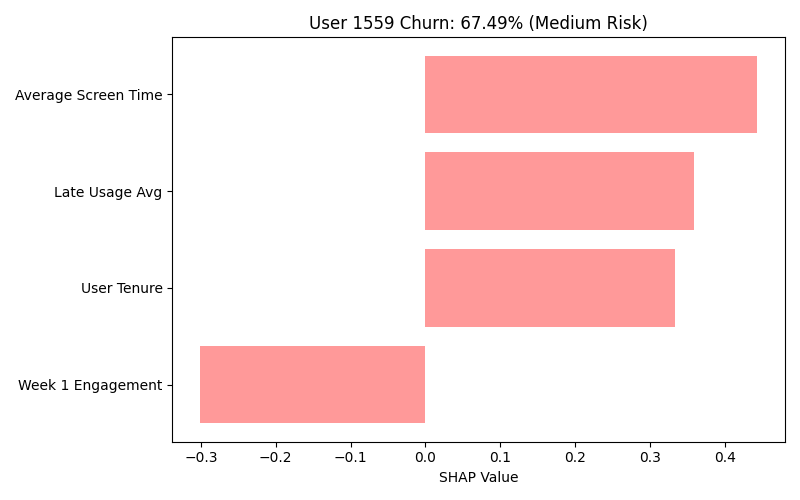 User 1559 Churn: 67.49% (Medium Risk)
Average Screen Time
Late Usage Avg
User Tenure
Week 1 Engagement
−0.3 −0.2 −0.1 0.0 0.1 0.2 0.3 0.4
SHAP Value